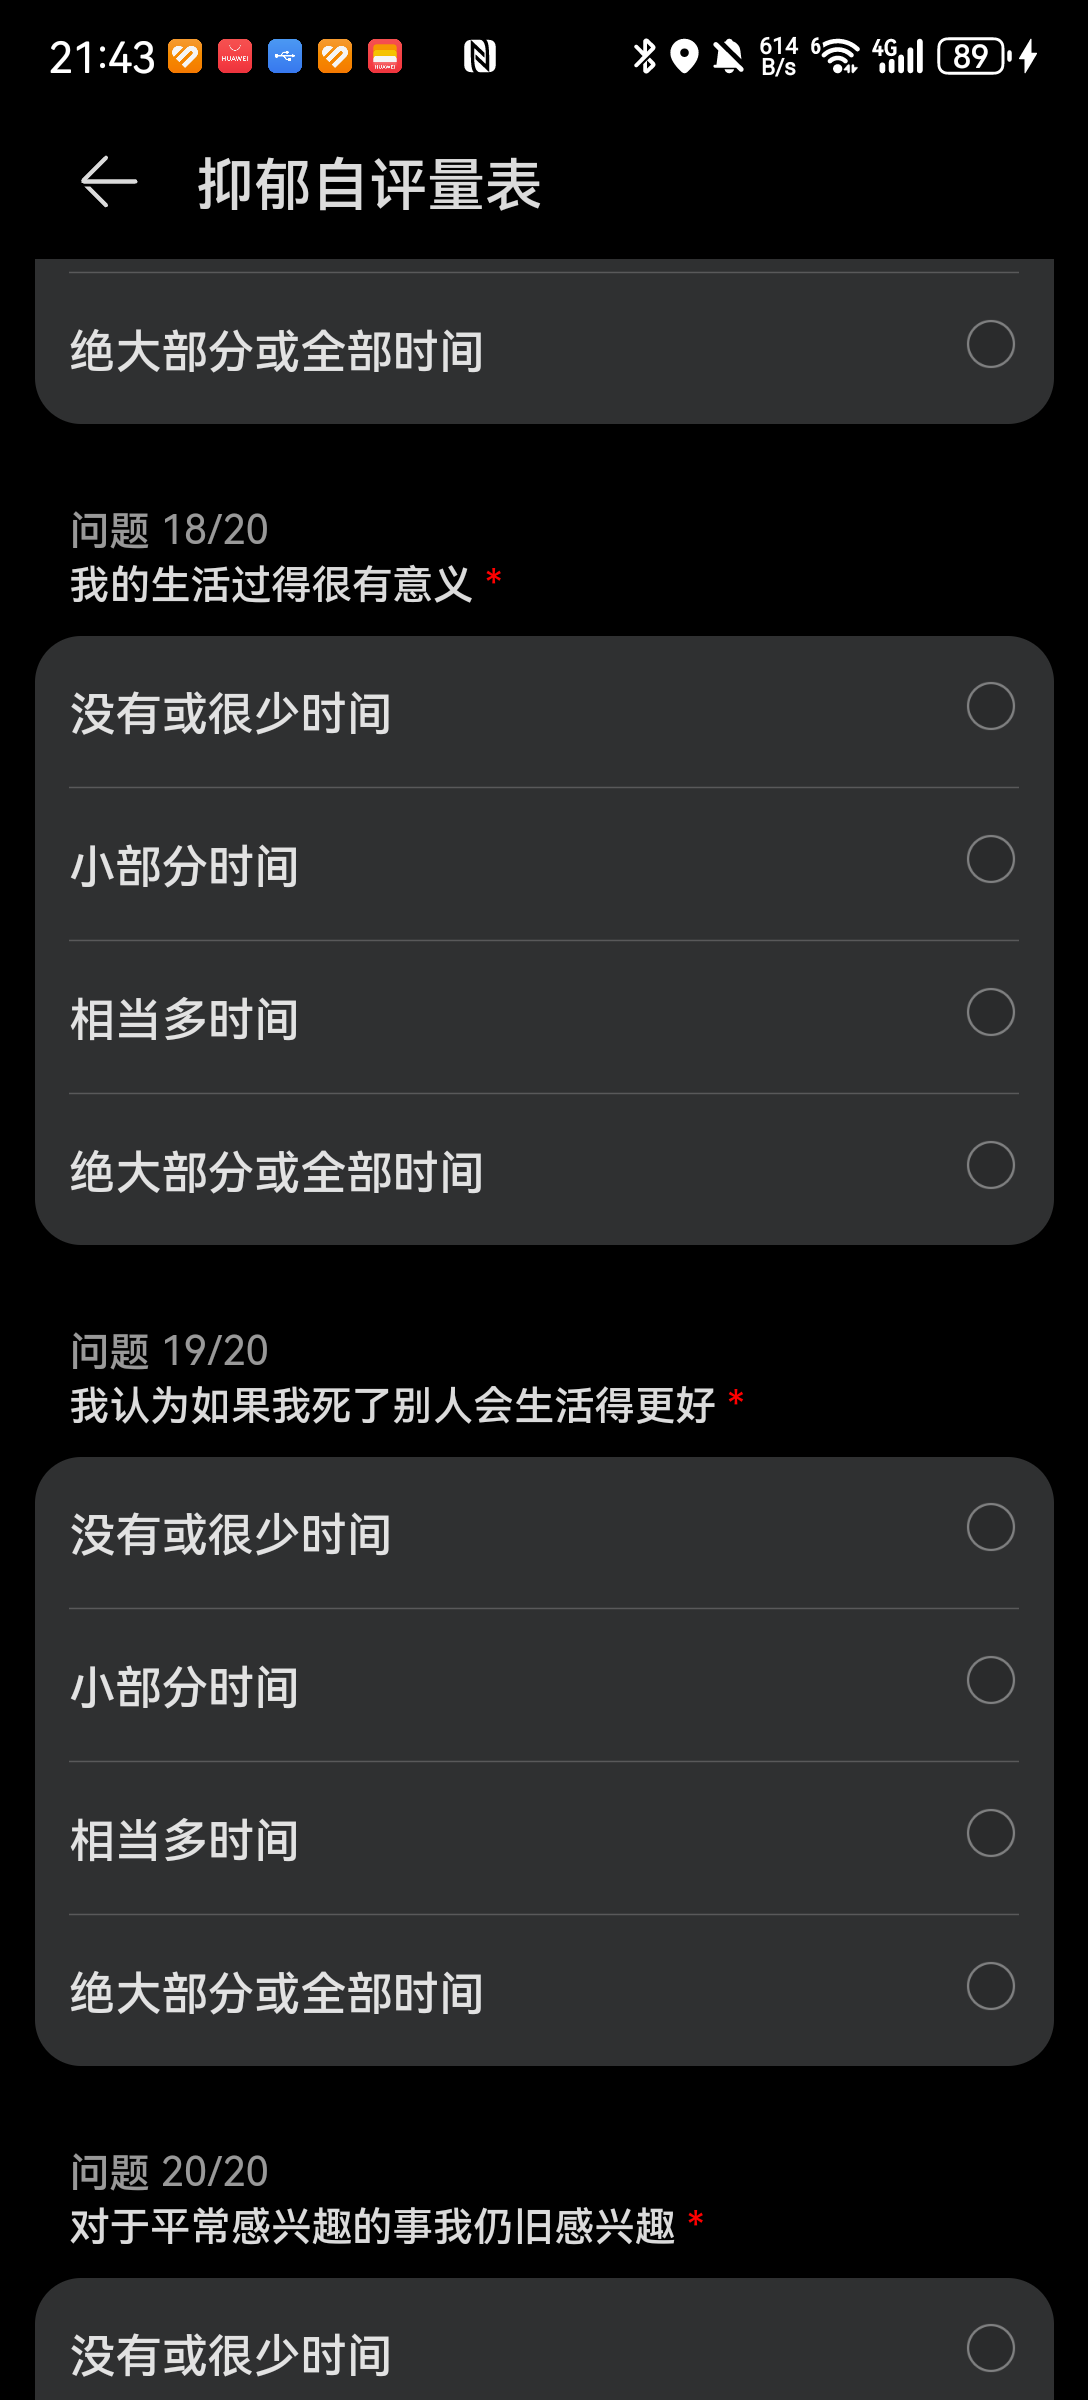 21:43
HUAWEI
HUAWEI
614
B/s
6
4G
89
抑郁自评量表
绝大部分或全部时间
问题 18/20
我的生活过得很有意义 *
没有或很少时间
小部分时间
相当多时间
绝大部分或全部时间
问题 19/20
我认为如果我死了别人会生活得更好 *
没有或很少时间
小部分时间
相当多时间
绝大部分或全部时间
问题 20/20
对于平常感兴趣的事我仍旧感兴趣 *
没有或很少时间